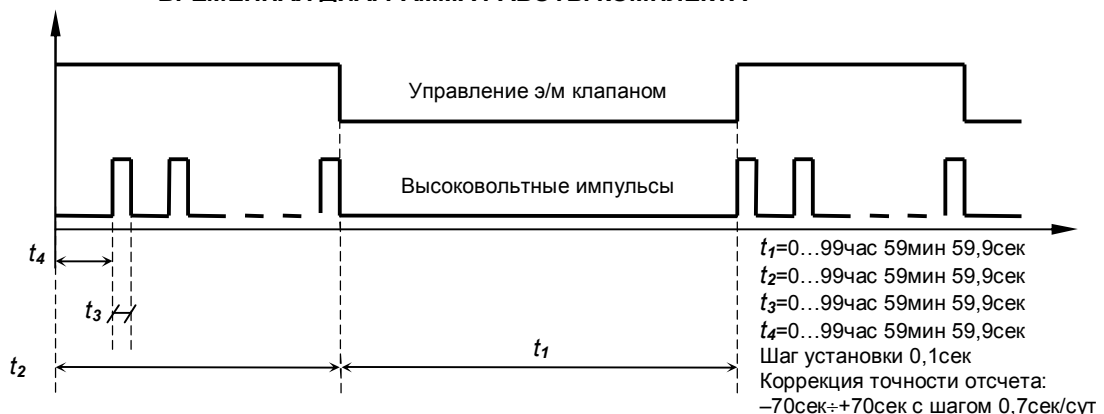 Управление э/м клапаном
Высоковольтные импульсы
t4
t3
t2
t1
t1=0…99час 59мин 59,9сек
t2=0…99час 59мин 59,9сек
t3=0…99час 59мин 59,9сек
t4=0…99час 59мин 59,9сек
Шаг установки 0,1сек
Коррекция точности отсчета:
–70сек÷+70сек с шагом 0,7сек/сут